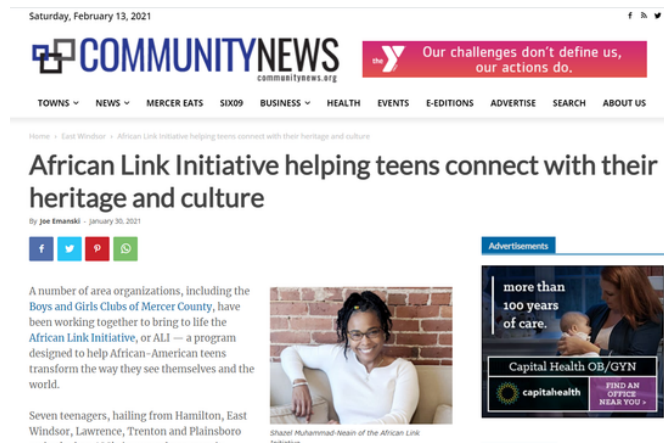 Saturday, February 13, 2021
COMMUNITYNEWS
communitynews.org
the Y
Our challenges don't define us,
our actions do.
TOWNS NEWS MERCER EATS SIX09 BUSINESS HEALTH EVENTS E-EDITIONS ADVERTISE SEARCH ABOUT US
Home › East Windsor › African Link Initiative helping teens connect with their heritage and culture
African Link Initiative helping teens connect with their
heritage and culture
By Joe Emanski - January 30, 2021
A number of area organizations, including the
Boys and Girls Clubs of Mercer County, have
been working together to bring to life the
African Link Initiative, or ALI — a program
designed to help African-American teens
transform the way they see themselves and the
world.
Seven teenagers, hailing from Hamilton, East
Windsor, Lawrence, Trenton and Plainsboro
Shazel Muhammad-Neain of the African Link
Initiative
Advertisements
more than
100 years
of care.
Capital Health OB/GYN
capitalhealth
FIND AN
OFFICE
NEAR YOU >